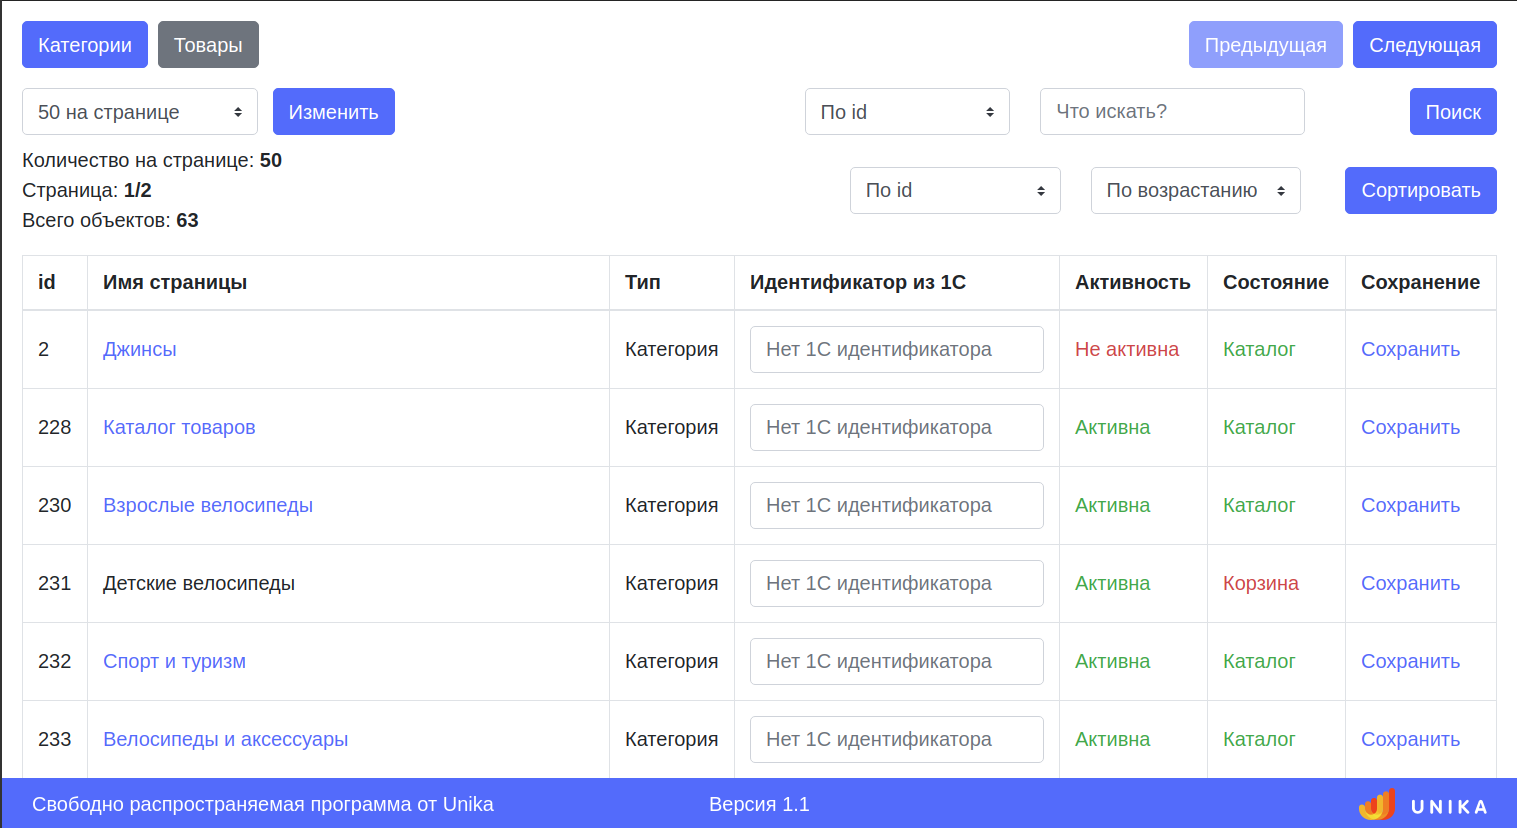 Категории Товары Предыдущая Следующая
50 на странице Изменить По id Что искать? Поиск
Количество на странице: 50
Страница: 1/2
По id По возрастанию Сортировать
Всего объектов: 63
id Имя страницы Тип Идентификатор из 1С Активность Состояние Сохранение
2 Джинсы Категория Нет 1С идентификатора Не активна Каталог Сохранить
228 Каталог товаров Категория Нет 1С идентификатора Активна Каталог Сохранить
230 Взрослые велосипеды Категория Нет 1С идентификатора Активна Каталог Сохранить
231 Детские велосипеды Категория Нет 1С идентификатора Активна Корзина Сохранить
232 Спорт и туризм Категория Нет 1С идентификатора Активна Каталог Сохранить
233 Велосипеды и аксессуары Категория Нет 1С идентификатора Активна Каталог Сохранить
Свободно распространяемая программа от Unika Версия 1.1 UNIKA